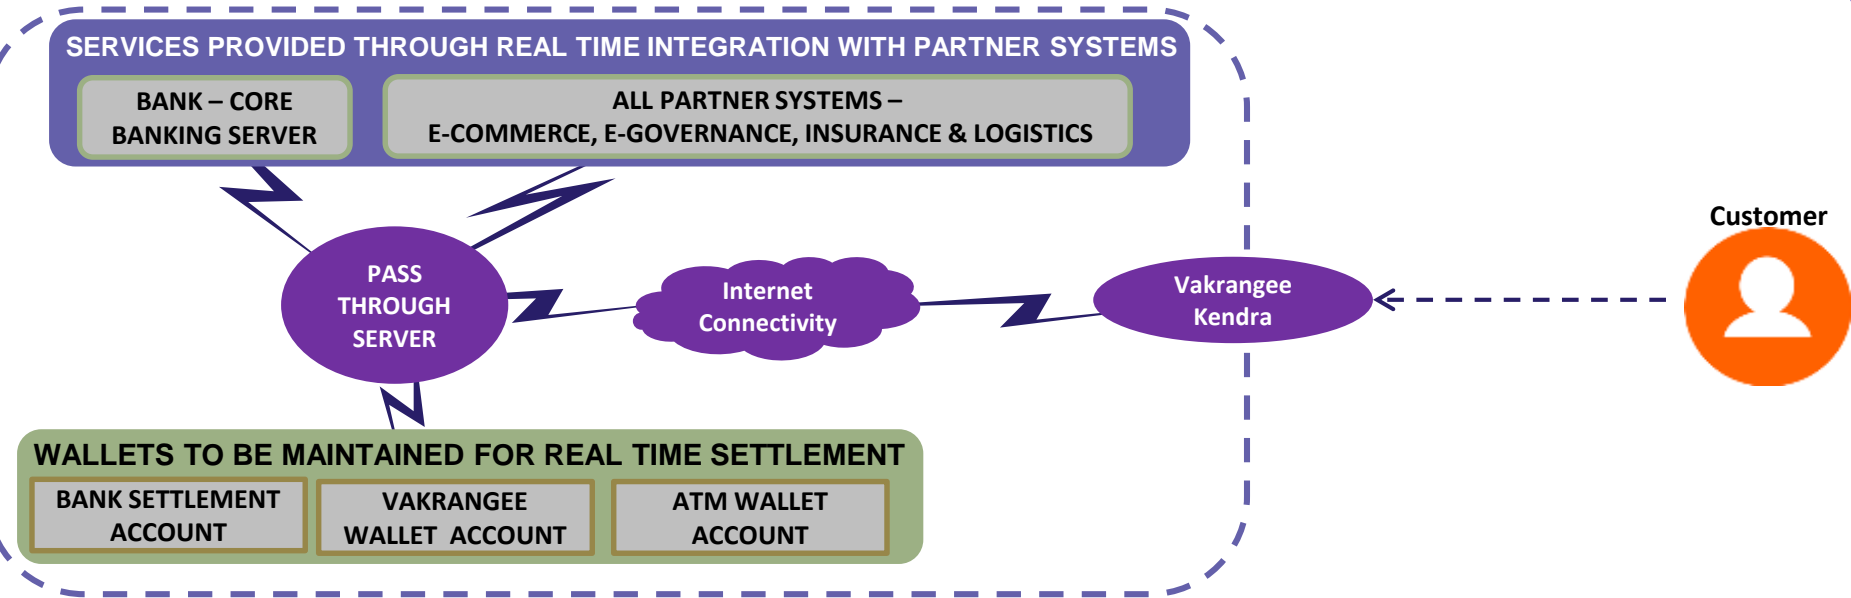 SERVICES PROVIDED THROUGH REAL TIME INTEGRATION WITH PARTNER SYSTEMS
BANK – CORE
BANKING SERVER
ALL PARTNER SYSTEMS –
E-COMMERCE, E-GOVERNANCE, INSURANCE & LOGISTICS
Customer
PASS
THROUGH
SERVER
Internet
Connectivity
Vakrangee
Kendra
WALLETS TO BE MAINTAINED FOR REAL TIME SETTLEMENT
BANK SETTLEMENT
ACCOUNT
VAKRANGEE
WALLET ACCOUNT
ATM WALLET
ACCOUNT